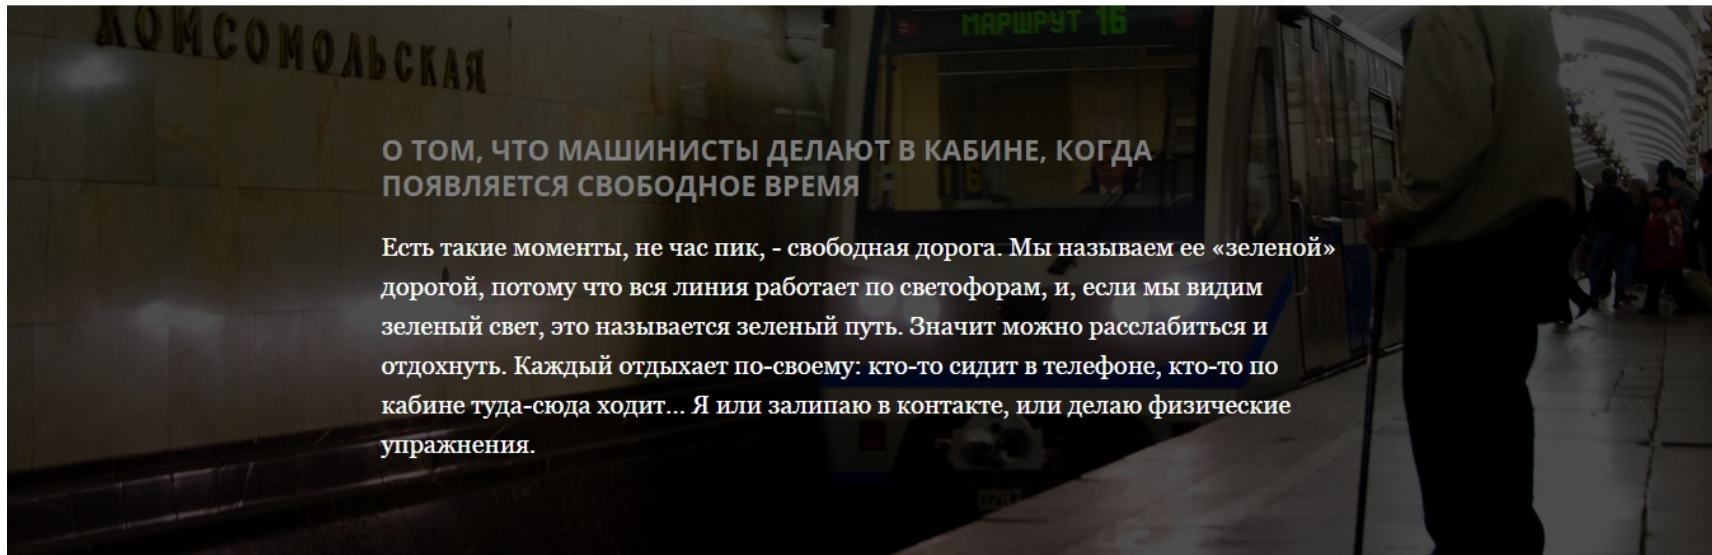 КОМСОМОЛЬСКАЯ
МАРШРУТ 16
О ТОМ, ЧТО МАШИНИСТЫ ДЕЛАЮТ В КАБИНЕ, КОГДА
ПОЯВЛЯЕТСЯ СВОБОДНОЕ ВРЕМЯ
16
Есть такие моменты, не час пик, - свободная дорога. Мы называем ее «зеленой»
дорогой, потому что вся линия работает по светофорам, и, если мы видим
зеленый свет, это называется зеленый путь. Значит можно расслабиться и
отдохнуть. Каждый отдыхает по-своему: кто-то сидит в телефоне, кто-то по
кабине туда-сюда ходит... Я или залипаю в контакте, или делаю физические
упражнения.